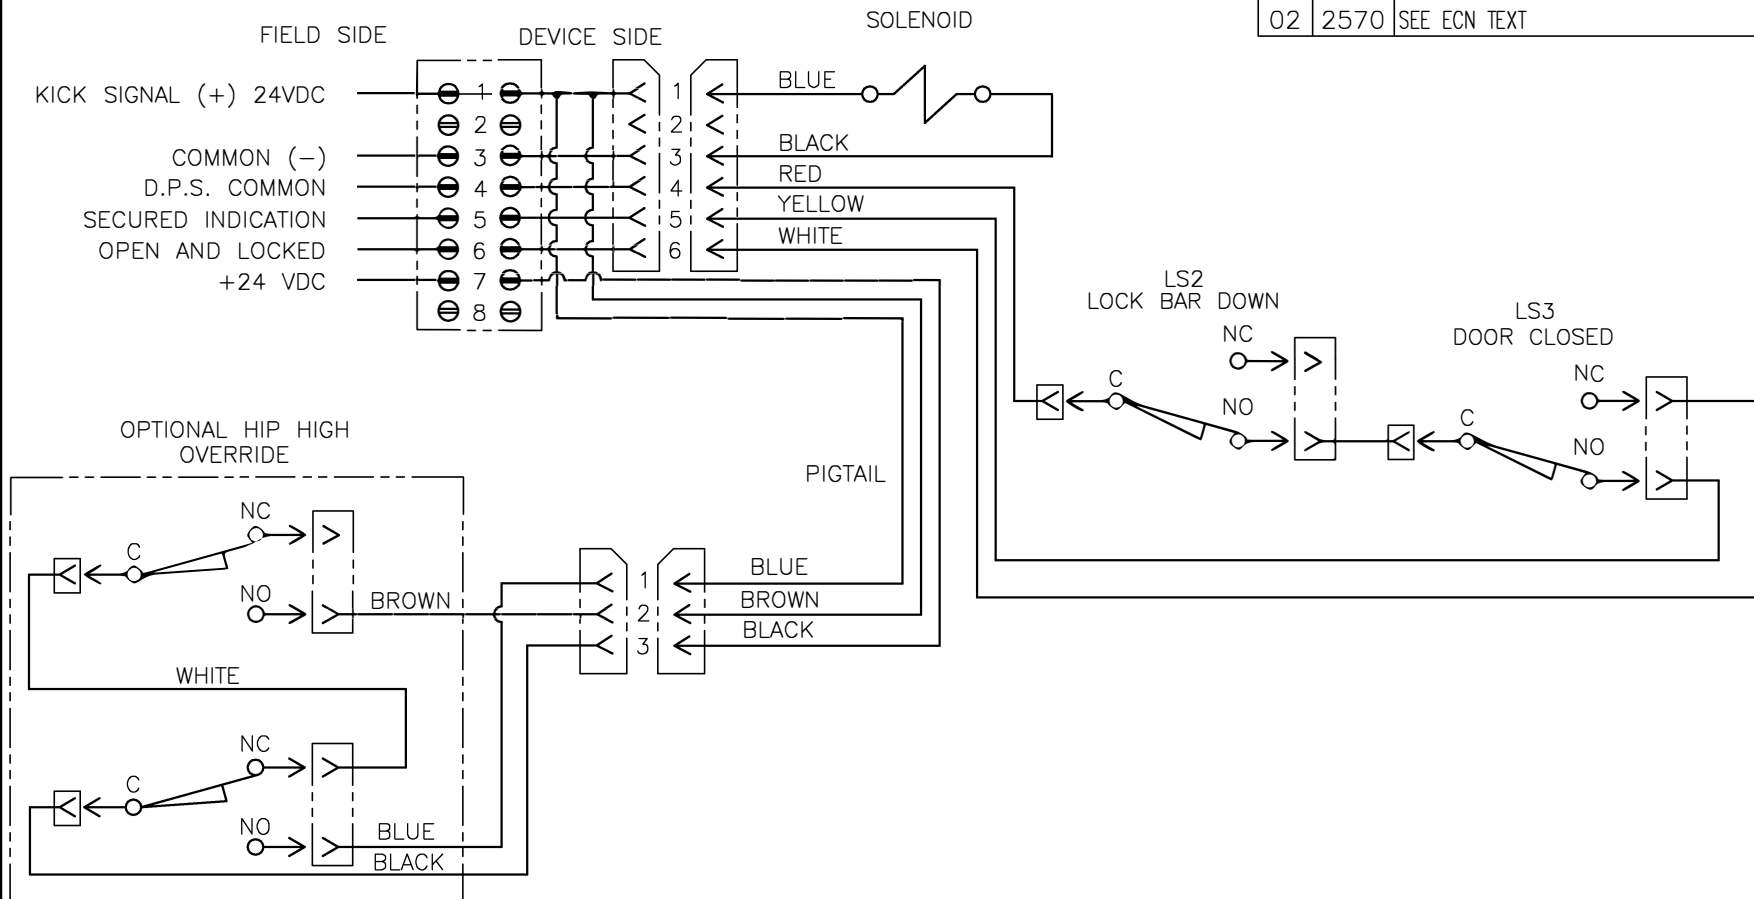 SOLENOID
02 2570 SEE ECN TEXT
FIELD SIDE
DEVICE SIDE
KICK SIGNAL (+) 24VDC
1
2
COMMON (-)
3
D.P.S. COMMON
4
SECURED INDICATION
5
OPEN AND LOCKED
6
+24 VDC
7
8
1
2
3
4
5
6
BLUE
BLACK
RED
YELLOW
WHITE
LS2
LOCK BAR DOWN
NC
C
NO
LS3
DOOR CLOSED
NC
C
NO
OPTIONAL HIP HIGH
OVERRIDE
NC
C
NO
BROWN
WHITE
NC
C
NO
BLUE
BLACK
PIGTAIL
1
2
3
BLUE
BROWN
BLACK